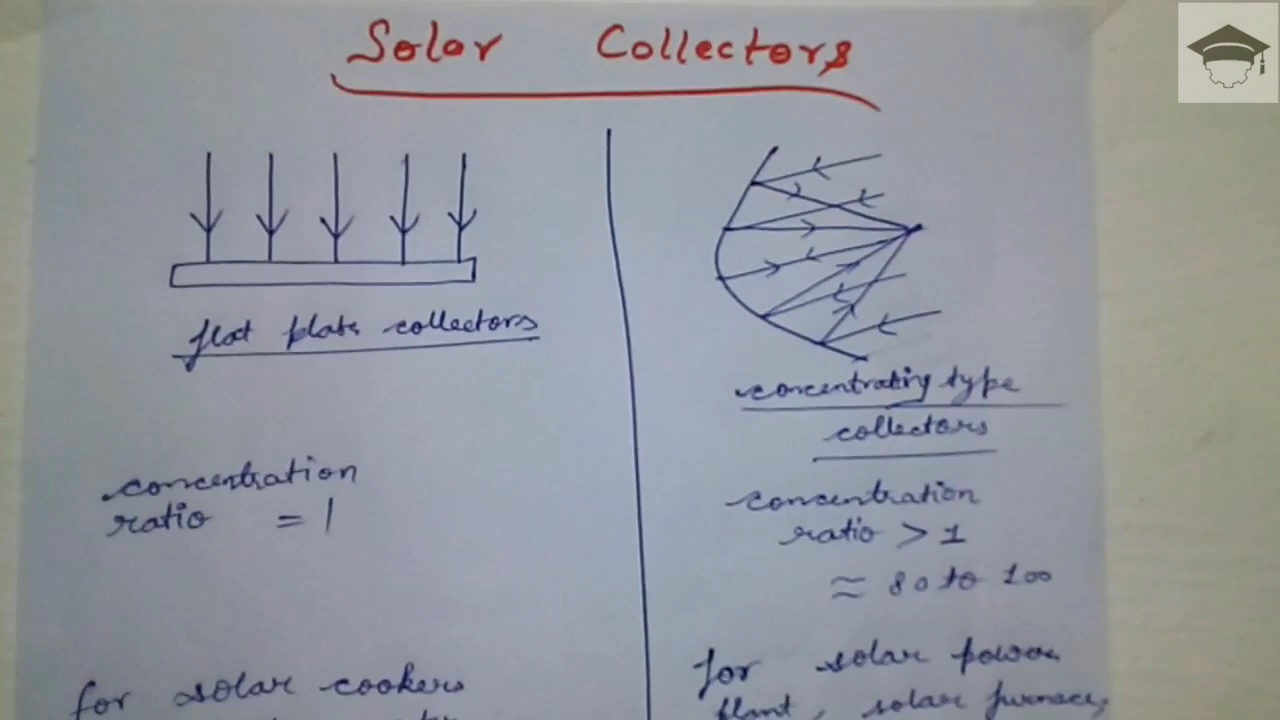 Solar Collectors
flat plate collectors
concentration
ratio = 1
for solar cookers
concentrating type
collectors
concentration
ratio > 1
≈ 80 to 100
for solar power
plant, solar furnace,